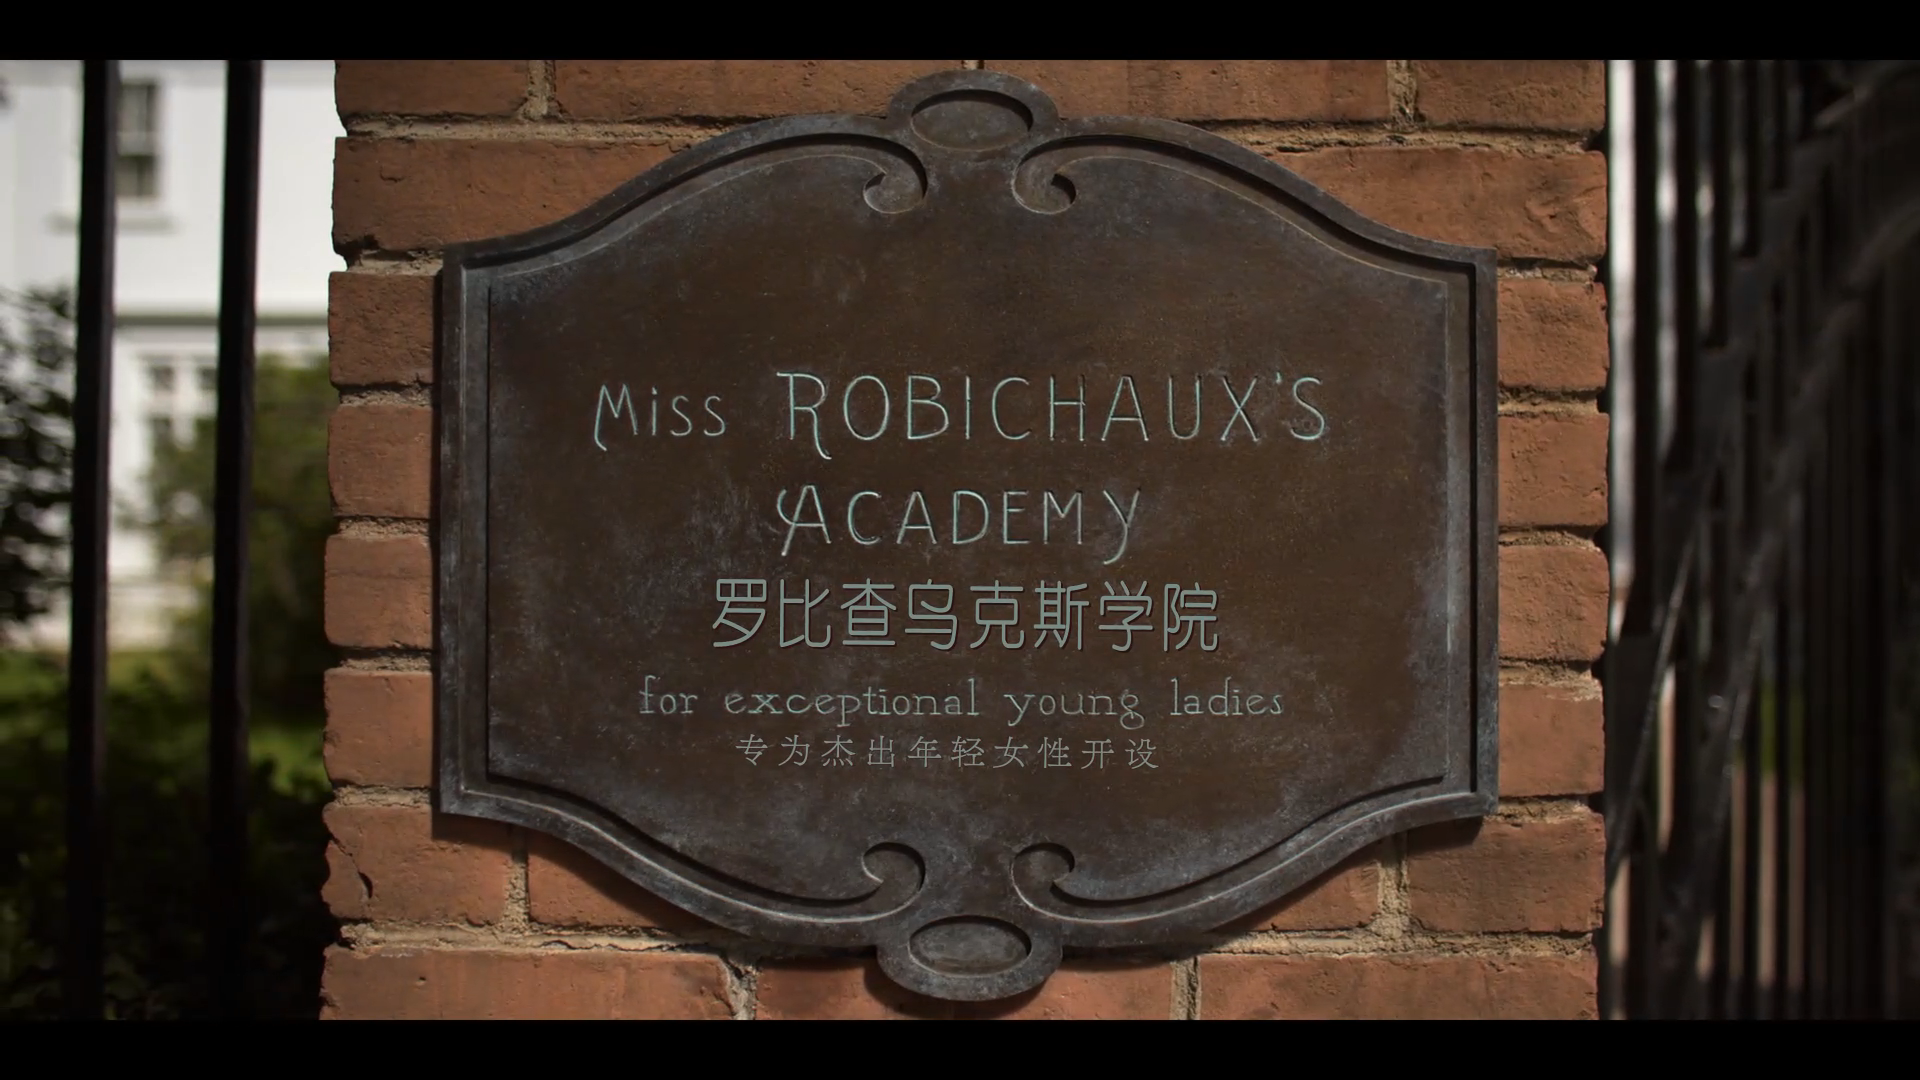 Miss ROBICHAUX'S
ACADEMY
罗比查乌克斯学院
for exceptional young ladies
专为杰出年轻女性开设